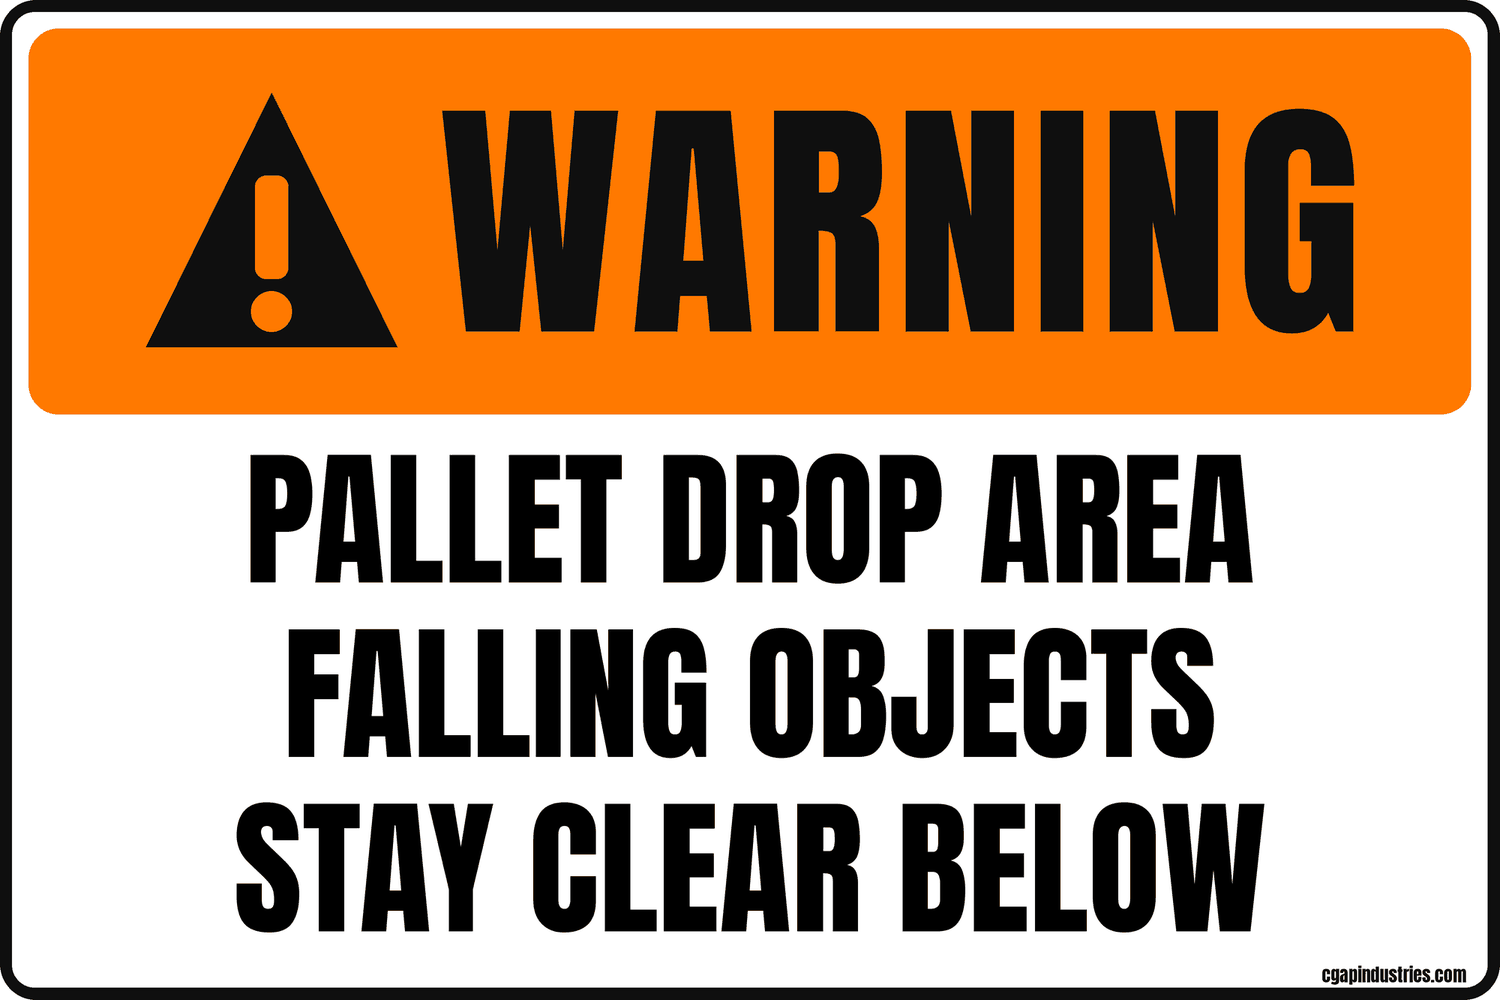 WARNING
PALLET DROP AREA
FALLING OBJECTS
STAY CLEAR BELOW
cgapindustries.com